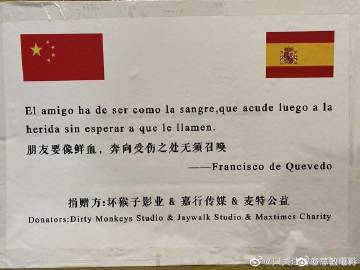 El amigo ha de ser como la sangre,que acude luego a la
herida sin esperar a que le llamen.
朋友要像鲜血，奔向受伤之处无须召唤
——Francisco de Quevedo
捐赠方:坏猴子影业 & 嘉行传媒 & 麦特公益
Donators:Dirty Monkeys Studio & Jaywalk Studio & Maxtimes Charity